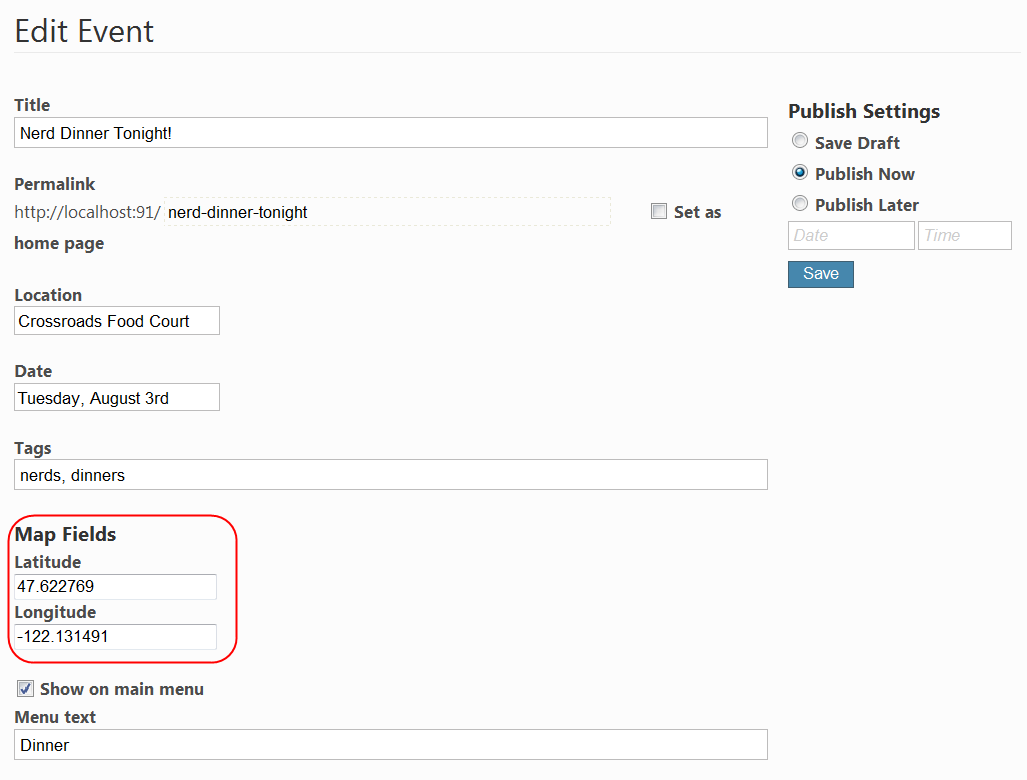 Edit Event
Title
Nerd Dinner Tonight!
Permalink
http://localhost:91/ nerd-dinner-tonight
Set as
home page
Location
Crossroads Food Court
Date
Tuesday, August 3rd
Tags
nerds, dinners
Map Fields
Latitude
47.622769
Longitude
-122.131491
Show on main menu
Menu text
Dinner
Publish Settings
Save Draft
Publish Now
Publish Later
Date Time
Save